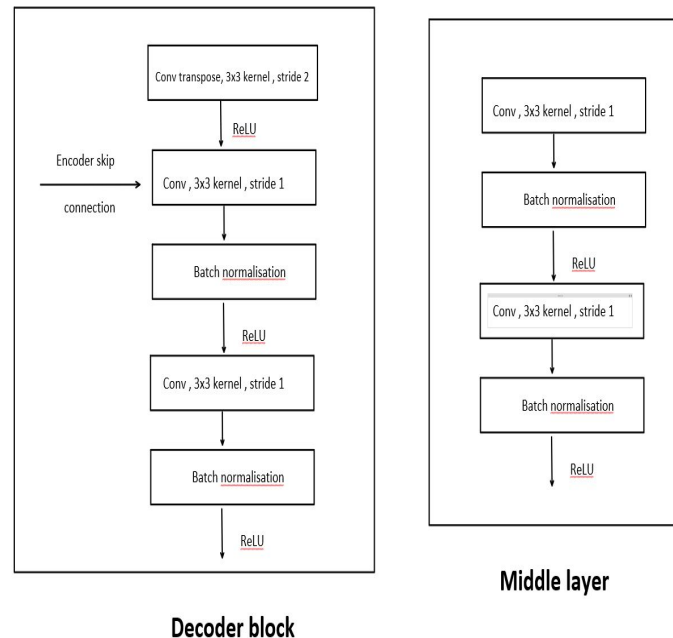 Conv transpose, 3x3 kernel , stride 2
ReLU
Encoder skip
connection
Conv , 3x3 kernel , stride 1
Batch normalisation
ReLU
Conv , 3x3 kernel , stride 1
Batch normalisation
ReLU
Decoder block
Conv , 3x3 kernel , stride 1
Batch normalisation
ReLU
Conv , 3x3 kernel , stride 1
Batch normalisation
ReLU
Middle layer